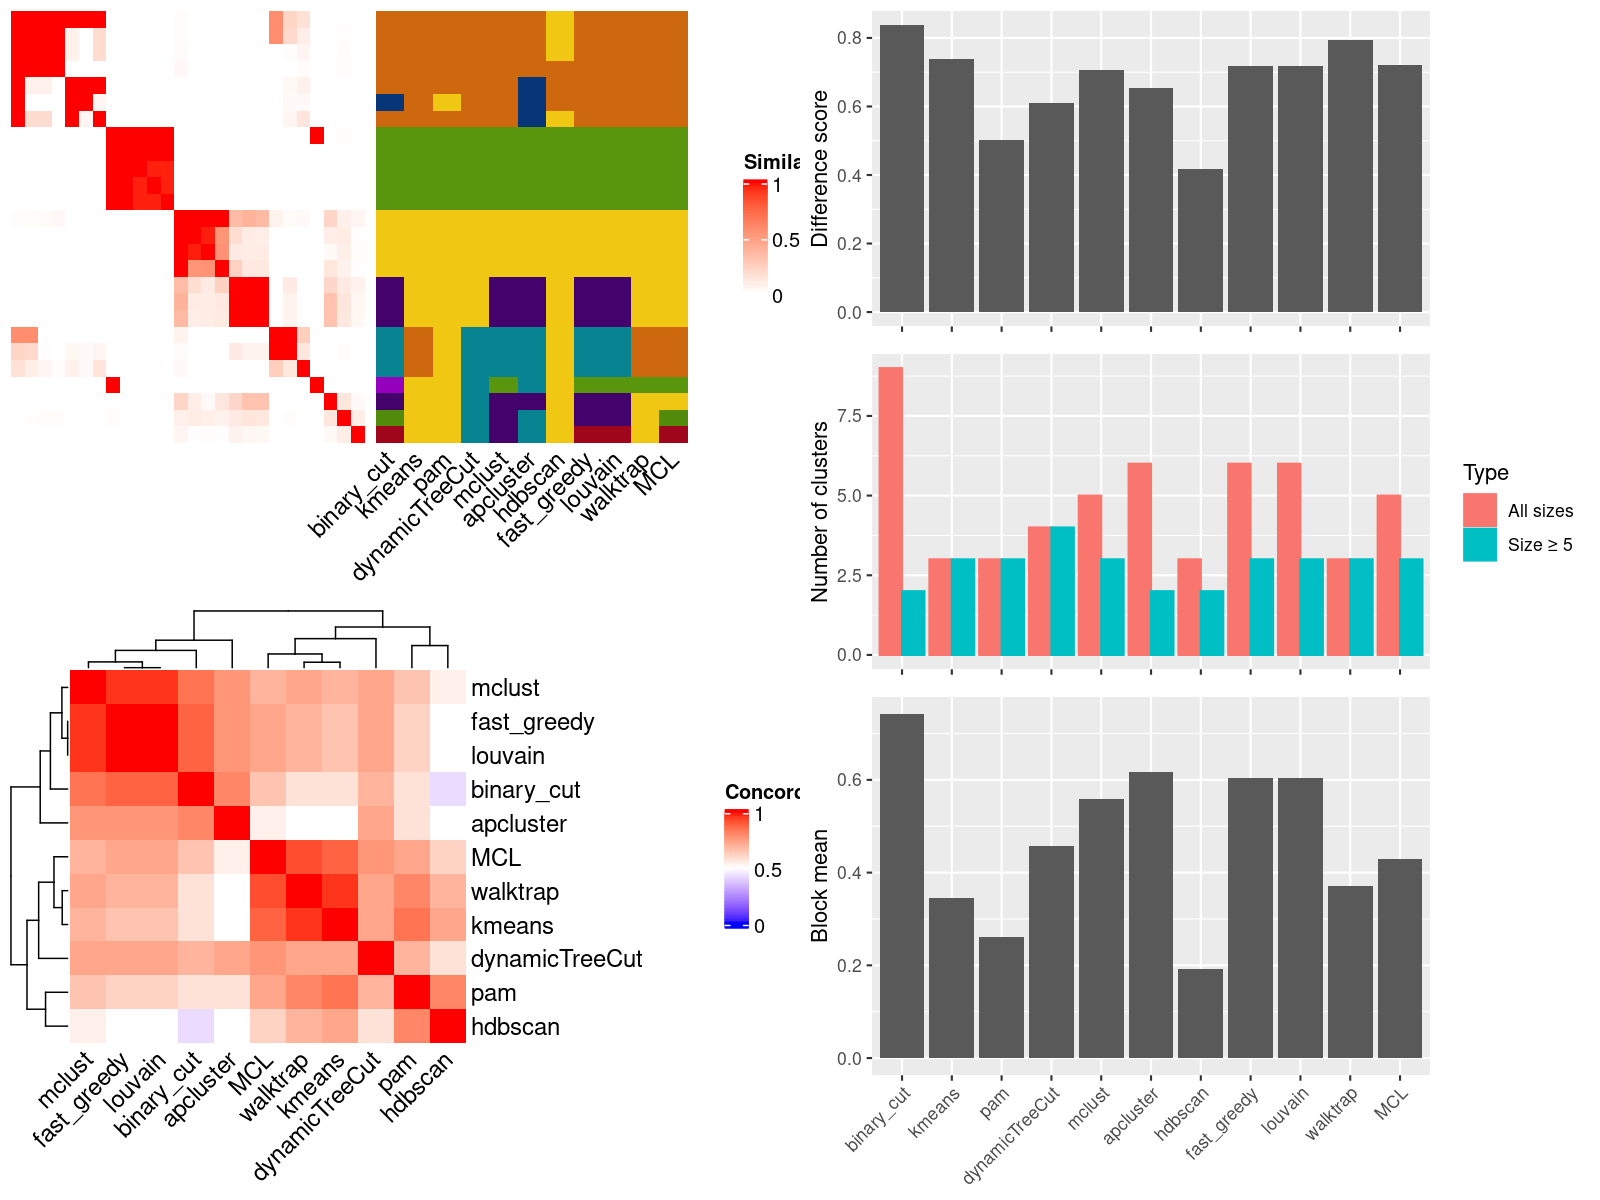 Simila
1
0.5
0
binary_cut
kmeans
pam
dynamicTreeCut
mclust
apcluster
hdbscan
fast_greedy
louvain
walktrap
MCL
mclust
fast_greedy
louvain
binary_cut
apcluster
MCL
walktrap
kmeans
dynamicTreeCut
pam
hdbscan
mclust
fast_greedy
louvain
binary_cut
apcluster
MCL
walktrap
kmeans
dynamicTreeCut
pam
hdbscan
Concord
1
0.5
0
Difference score
0.8
0.6
0.4
0.2
0.0
Number of clusters
7.5
5.0
2.5
0.0
Type
All sizes
Size ≥ 5
Block mean
0.6
0.4
0.2
0.0
binary_cut
kmeans
pam
dynamicTreeCut
mclust
apcluster
hdbscan
fast_greedy
louvain
walktrap
MCL